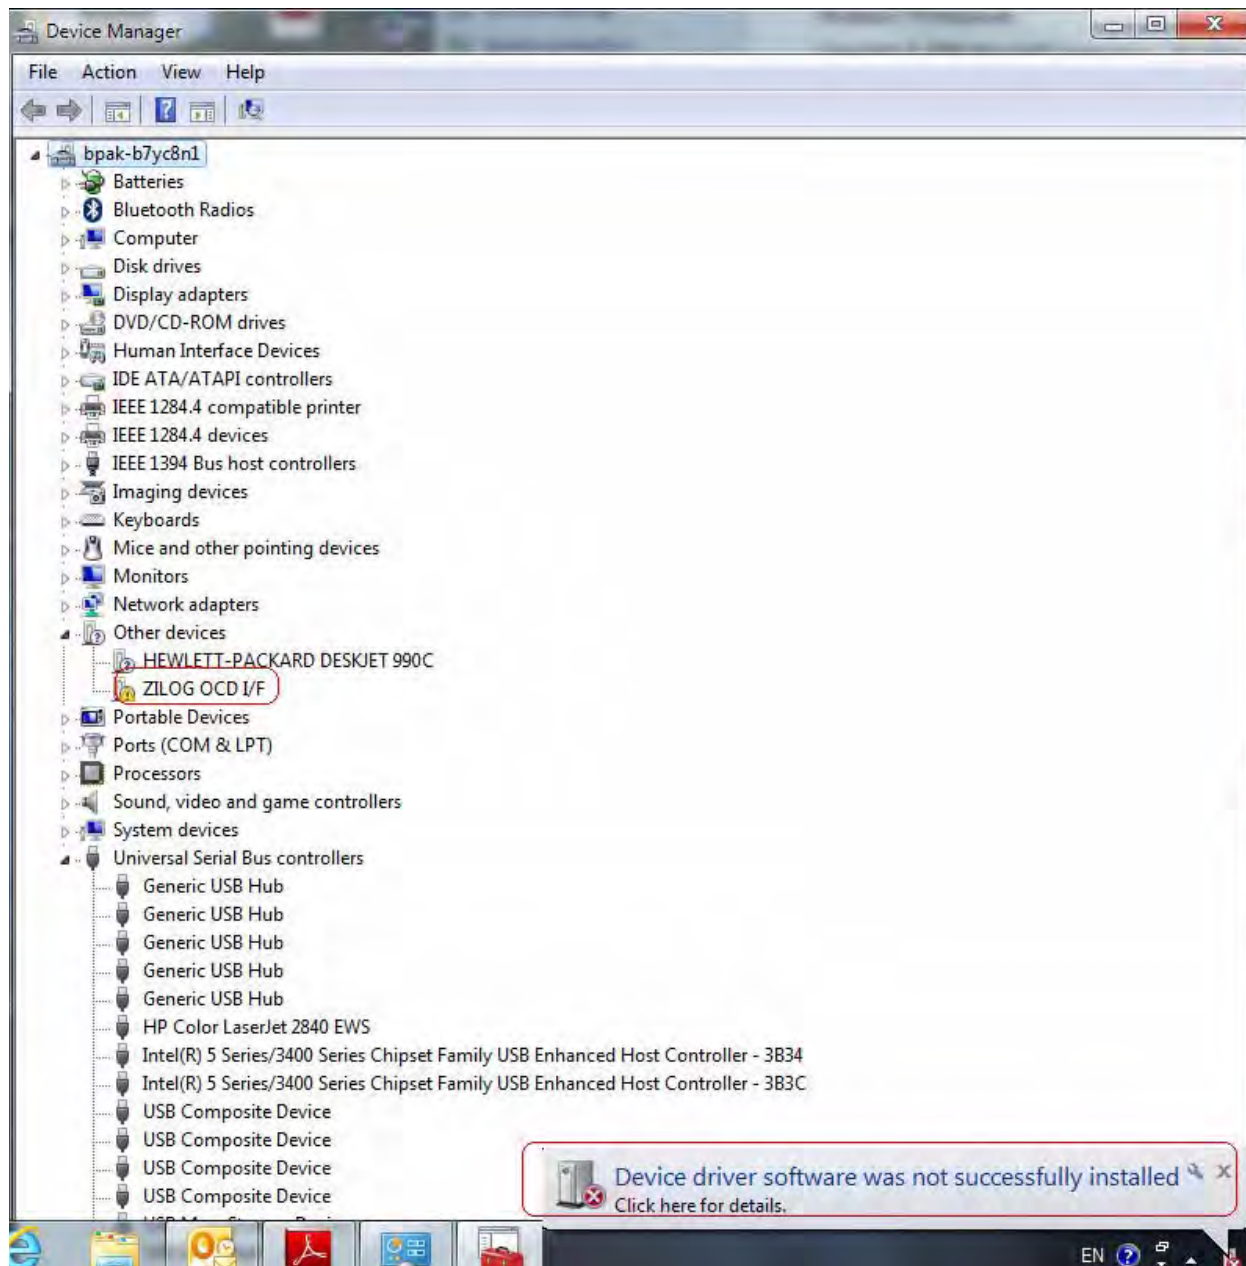 Device Manager
File Action View Help
bpak-b7yc8n1
Batteries
Bluetooth Radios
Computer
Disk drives
Display adapters
DVD/CD-ROM drives
Human Interface Devices
IDE ATA/ATAPI controllers
IEEE 1284.4 compatible printer
IEEE 1284.4 devices
IEEE 1394 Bus host controllers
Imaging devices
Keyboards
Mice and other pointing devices
Monitors
Network adapters
Other devices
HEWLETT-PACKARD DESKJET 990C
ZILOG OCD I/F
Portable Devices
Ports (COM & LPT)
Processors
Sound, video and game controllers
System devices
Universal Serial Bus controllers
Generic USB Hub
Generic USB Hub
Generic USB Hub
Generic USB Hub
Generic USB Hub
HP Color LaserJet 2840 EWS
Intel(R) 5 Series/3400 Series Chipset Family USB Enhanced Host Controller - 3B34
Intel(R) 5 Series/3400 Series Chipset Family USB Enhanced Host Controller - 3B3C
USB Composite Device
USB Composite Device
USB Composite Device
USB Composite Device
Device driver software was not successfully installed
Click here for details.
EN